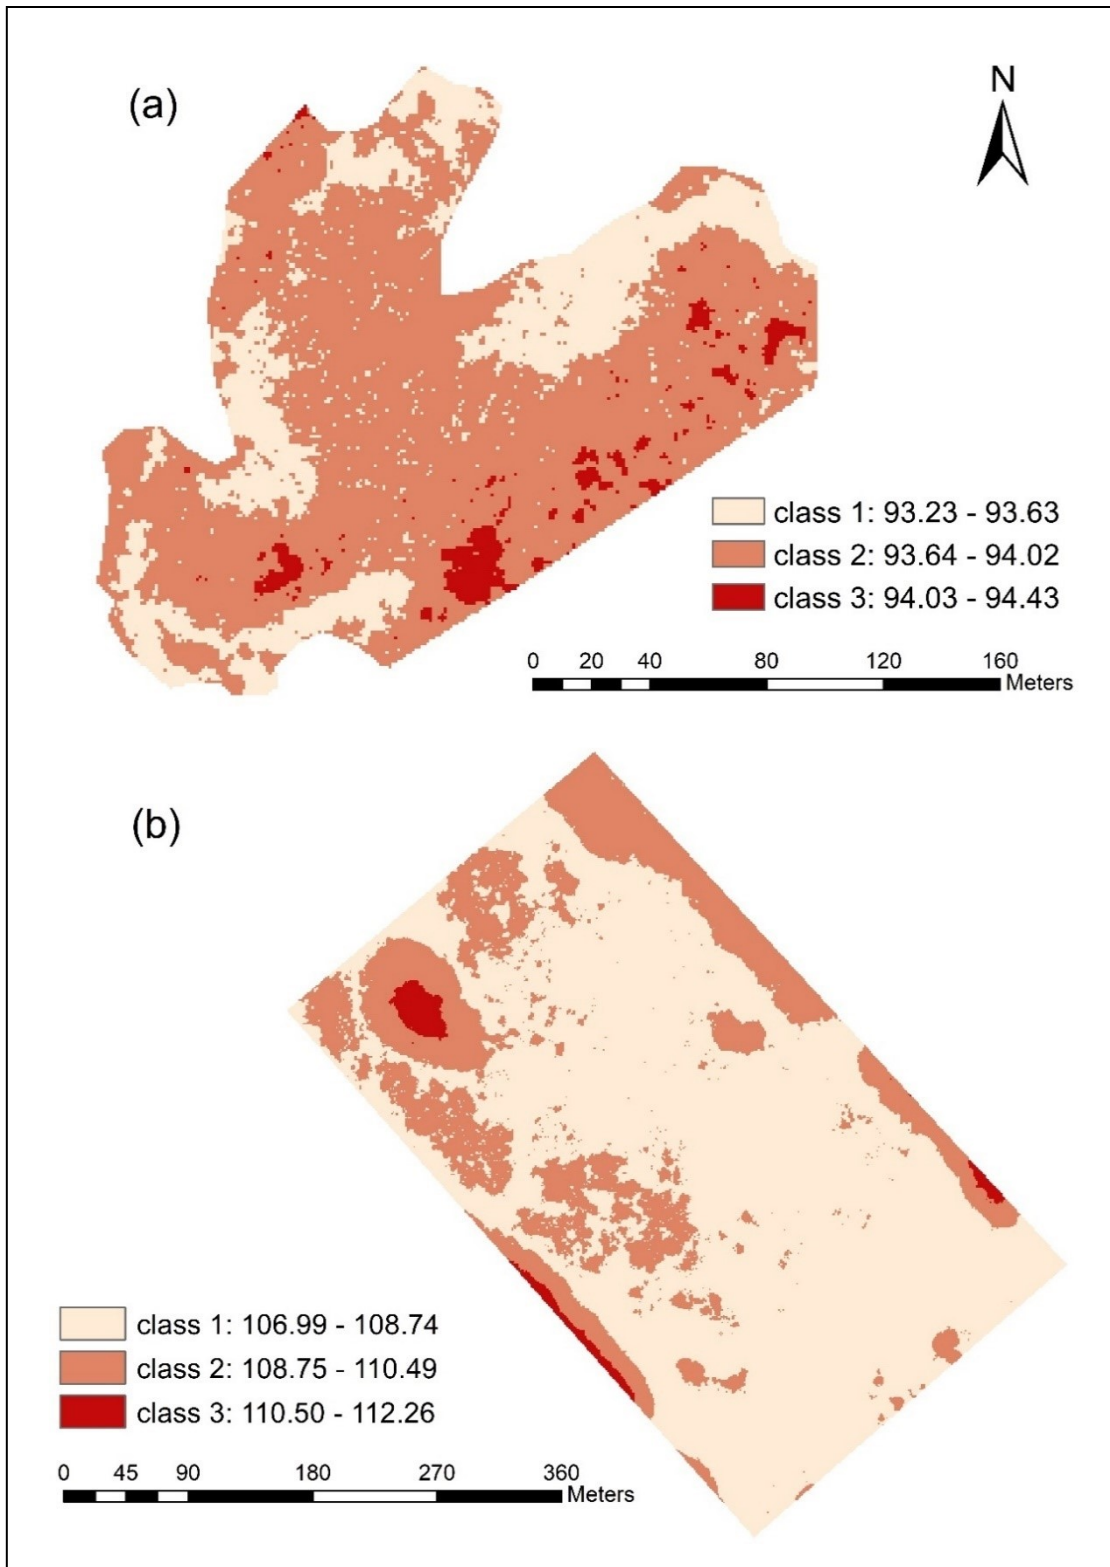 (a)
N
class 1: 93.23 - 93.63
class 2: 93.64 - 94.02
class 3: 94.03 - 94.43
0 20 40 80 120 160
Meters
(b)
class 1: 106.99 - 108.74
class 2: 108.75 - 110.49
class 3: 110.50 - 112.26
0 45 90 180 270 360
Meters